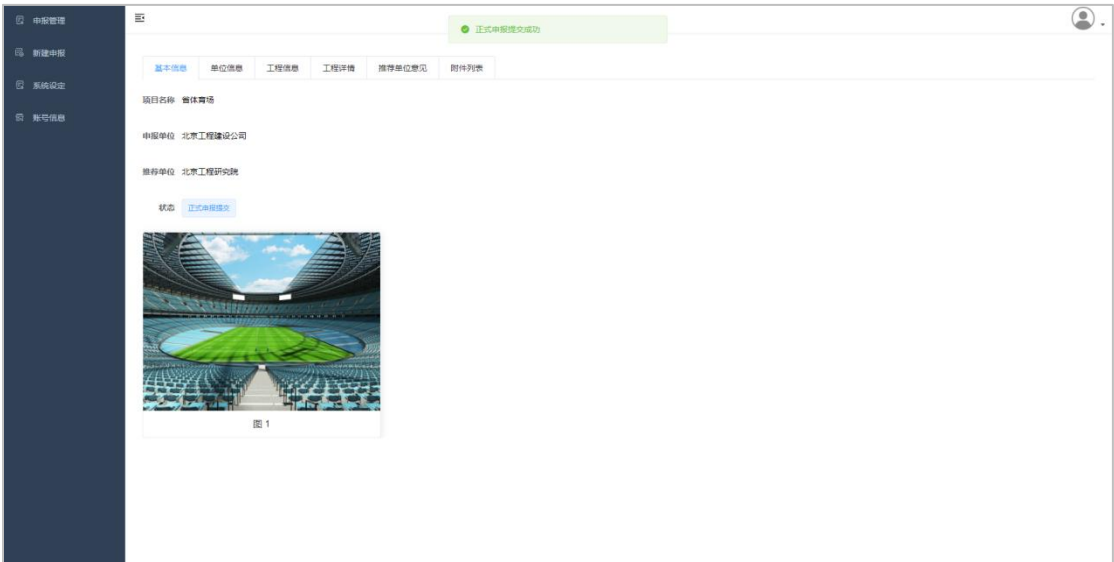 申报管理
新建申报
系统设定
账号信息
正式申报提交成功
基本信息 单位信息 工程信息 工程详情 推荐单位意见 附件列表
项目名称 省体育场
申报单位 北京工程建设公司
推荐单位 北京工程研究院
状态 正式申报提交
图 1